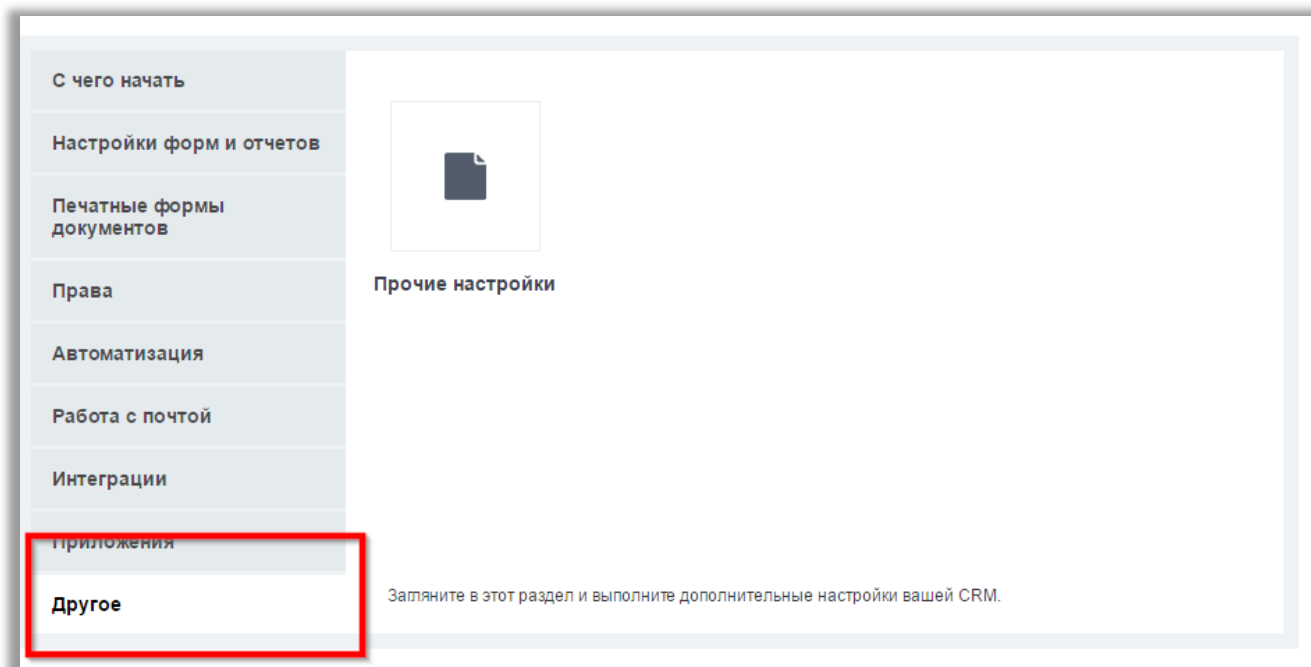 С чего начать
Настройки форм и отчетов
Печатные формы
документов
Права
Автоматизация
Работа с почтой
Интеграции
Приложения
Другое
Прочие настройки
Загляните в этот раздел и выполните дополнительные настройки вашей CRM.